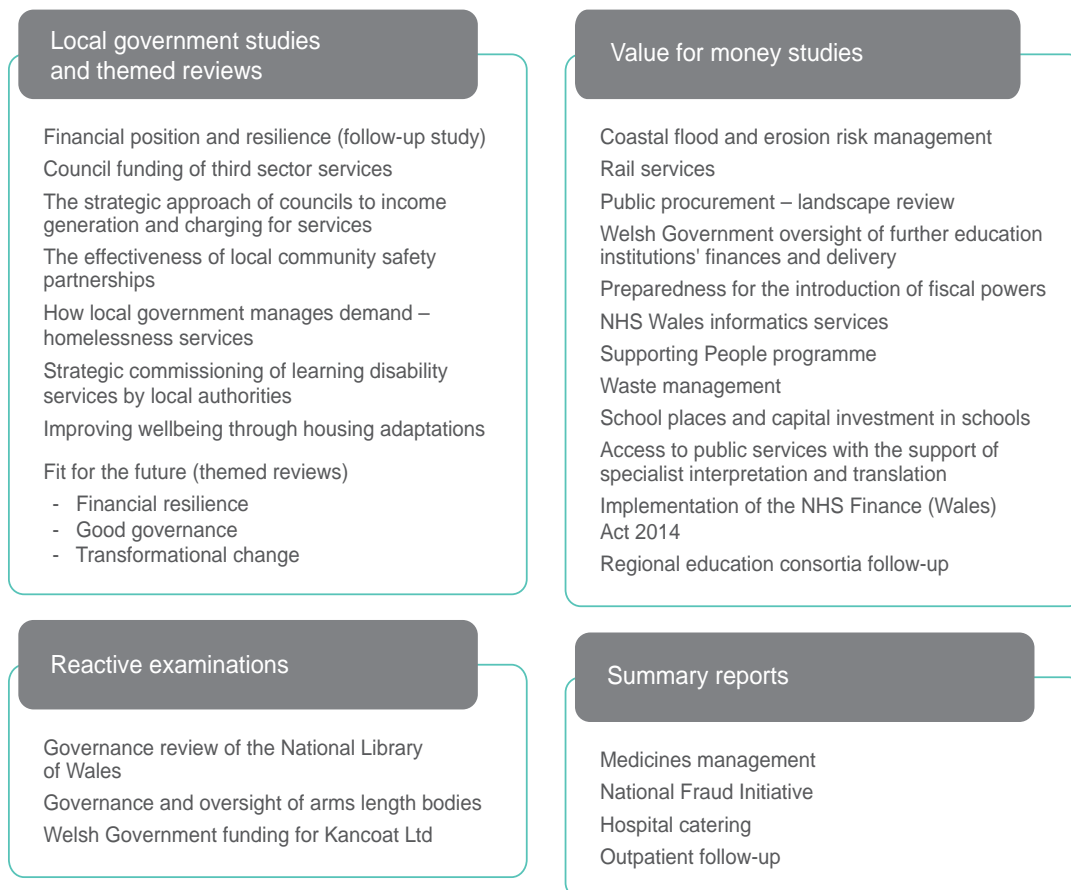 Local government studies
and themed reviews
Financial position and resilience (follow-up study)
Council funding of third sector services
The strategic approach of councils to income
generation and charging for services
The effectiveness of local community safety
partnerships
How local government manages demand –
homelessness services
Strategic commissioning of learning disability
services by local authorities
Improving wellbeing through housing adaptations
Fit for the future (themed reviews)
- Financial resilience
- Good governance
- Transformational change
Value for money studies
Coastal flood and erosion risk management
Rail services
Public procurement – landscape review
Welsh Government oversight of further education
institutions' finances and delivery
Preparedness for the introduction of fiscal powers
NHS Wales informatics services
Supporting People programme
Waste management
School places and capital investment in schools
Access to public services with the support of
specialist interpretation and translation
Implementation of the NHS Finance (Wales)
Act 2014
Regional education consortia follow-up
Reactive examinations
Governance review of the National Library
of Wales
Governance and oversight of arms length bodies
Welsh Government funding for Kancoat Ltd
Summary reports
Medicines management
National Fraud Initiative
Hospital catering
Outpatient follow-up